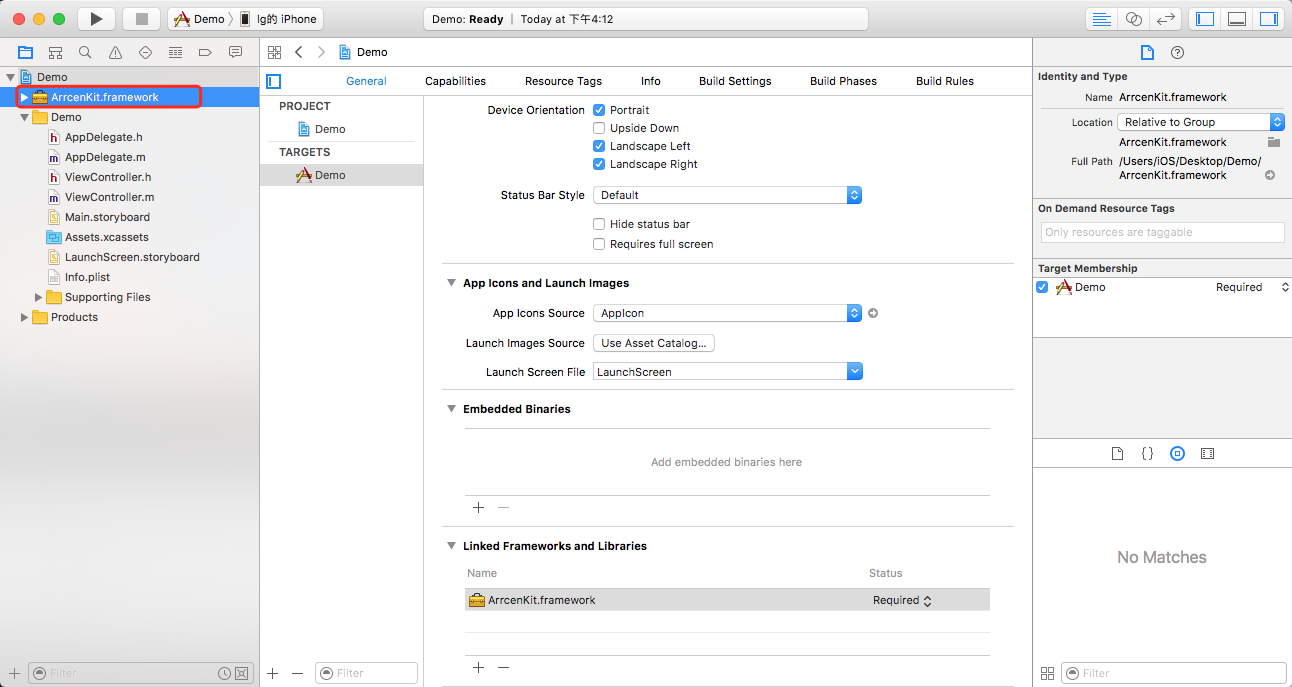 Demo
lg的 iPhone
Demo: Ready
Today at 下午4:12
Demo
Demo
ArrcenKit.framework
Demo
AppDelegate.h
AppDelegate.m
ViewController.h
ViewController.m
Main.storyboard
Assets.xcassets
LaunchScreen.storyboard
Info.plist
Supporting Files
Products
Filter
General
Capabilities
Resource Tags
Info
Build Settings
Build Phases
Build Rules
PROJECT
Demo
TARGETS
Demo
Filter
Device Orientation
Portrait
Upside Down
Landscape Left
Landscape Right
Status Bar Style
Default
Hide status bar
Requires full screen
App Icons and Launch Images
App Icons Source
AppIcon
Launch Images Source
Use Asset Catalog...
Launch Screen File
LaunchScreen
Embedded Binaries
Add embedded binaries here
Linked Frameworks and Libraries
Name
Status
ArrcenKit.framework
Required
Identity and Type
Name
ArrcenKit.framework
Location
Relative to Group
ArrcenKit.framework
Full Path
/Users/iOS/Desktop/Demo/
ArrcenKit.framework
On Demand Resource Tags
Only resources are taggable
Target Membership
Demo
Required
No Matches
Filter